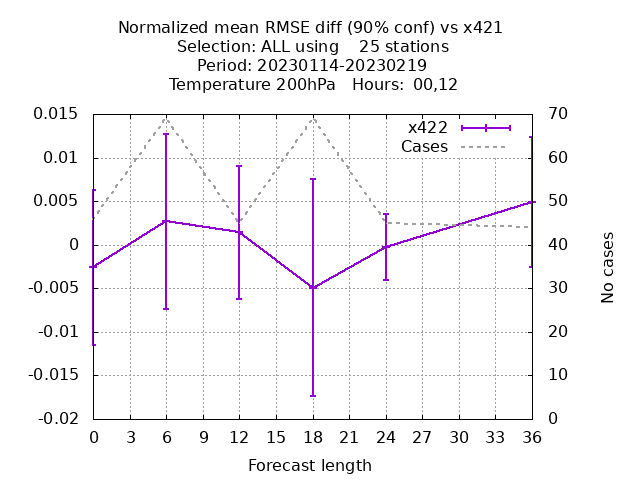 Normalized mean RMSE diff (90% conf) vs x421
Selection: ALL using    25 stations
Period: 20230114-20230219
Temperature 200hPa   Hours:  00,12
x422
Cases
0.015
0.01
0.005
0
-0.005
-0.01
-0.015
-0.02
70
60
50
40
30
20
10
0
No cases
0 3 6 9 12 15 18 21 24 27 30 33 36
Forecast length